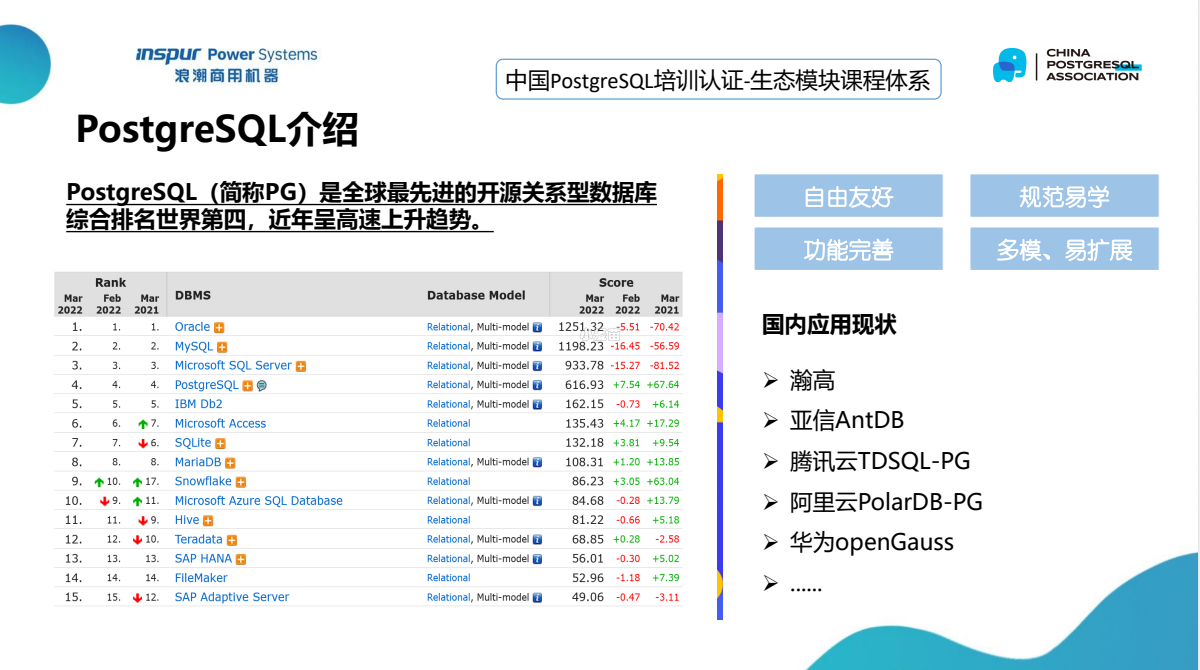 inspur Power Systems
浪潮商用机器
中国PostgreSQL培训认证-生态模块课程体系
CHINA
POSTGRESQL
ASSOCIATION
PostgreSQL介绍
PostgreSQL（简称PG）是全球最先进的开源关系型数据库
综合排名世界第四，近年呈高速上升趋势。
Rank DBMS Database Model Score
Mar 2022 Feb 2022 Mar 2021 Mar 2022 Feb 2022 Mar 2021
1. 1. 1. Oracle Relational, Multi-model 1251.32 -5.51 -70.42
2. 2. 2. MySQL Relational, Multi-model 1198.23 -16.45 -56.59
3. 3. 3. Microsoft SQL Server Relational, Multi-model 933.78 -15.27 -81.52
4. 4. 4. PostgreSQL Relational, Multi-model 616.93 +7.54 +67.64
5. 5. 5. IBM Db2 Relational, Multi-model 162.15 -0.73 +6.14
6. 6. 7. Microsoft Access Relational 135.43 +4.17 +17.29
7. 7. 6. SQLite Relational 132.18 +3.81 +9.54
8. 8. 8. MariaDB Relational, Multi-model 108.31 +1.20 +13.85
9. 10. 17. Snowflake Relational 86.23 +3.05 +63.04
10. 9. 11. Microsoft Azure SQL Database Relational, Multi-model 84.68 -0.28 +13.79
11. 11. 9. Hive Relational 81.22 -0.66 +5.18
12. 12. 10. Teradata Relational, Multi-model 68.85 +0.28 -2.58
13. 13. 13. SAP HANA Relational, Multi-model 56.01 -0.30 +5.02
14. 14. 14. FileMaker Relational 52.96 -1.18 +7.39
15. 15. 12. SAP Adaptive Server Relational, Multi-model 49.06 -0.47 -3.11
自由友好
规范易学
功能完善
多模、易扩展
国内应用现状
➢ 瀚高
➢ 亚信AntDB
➢ 腾讯云TDSQL-PG
➢ 阿里云PolarDB-PG
➢ 华为openGauss
➢ ......